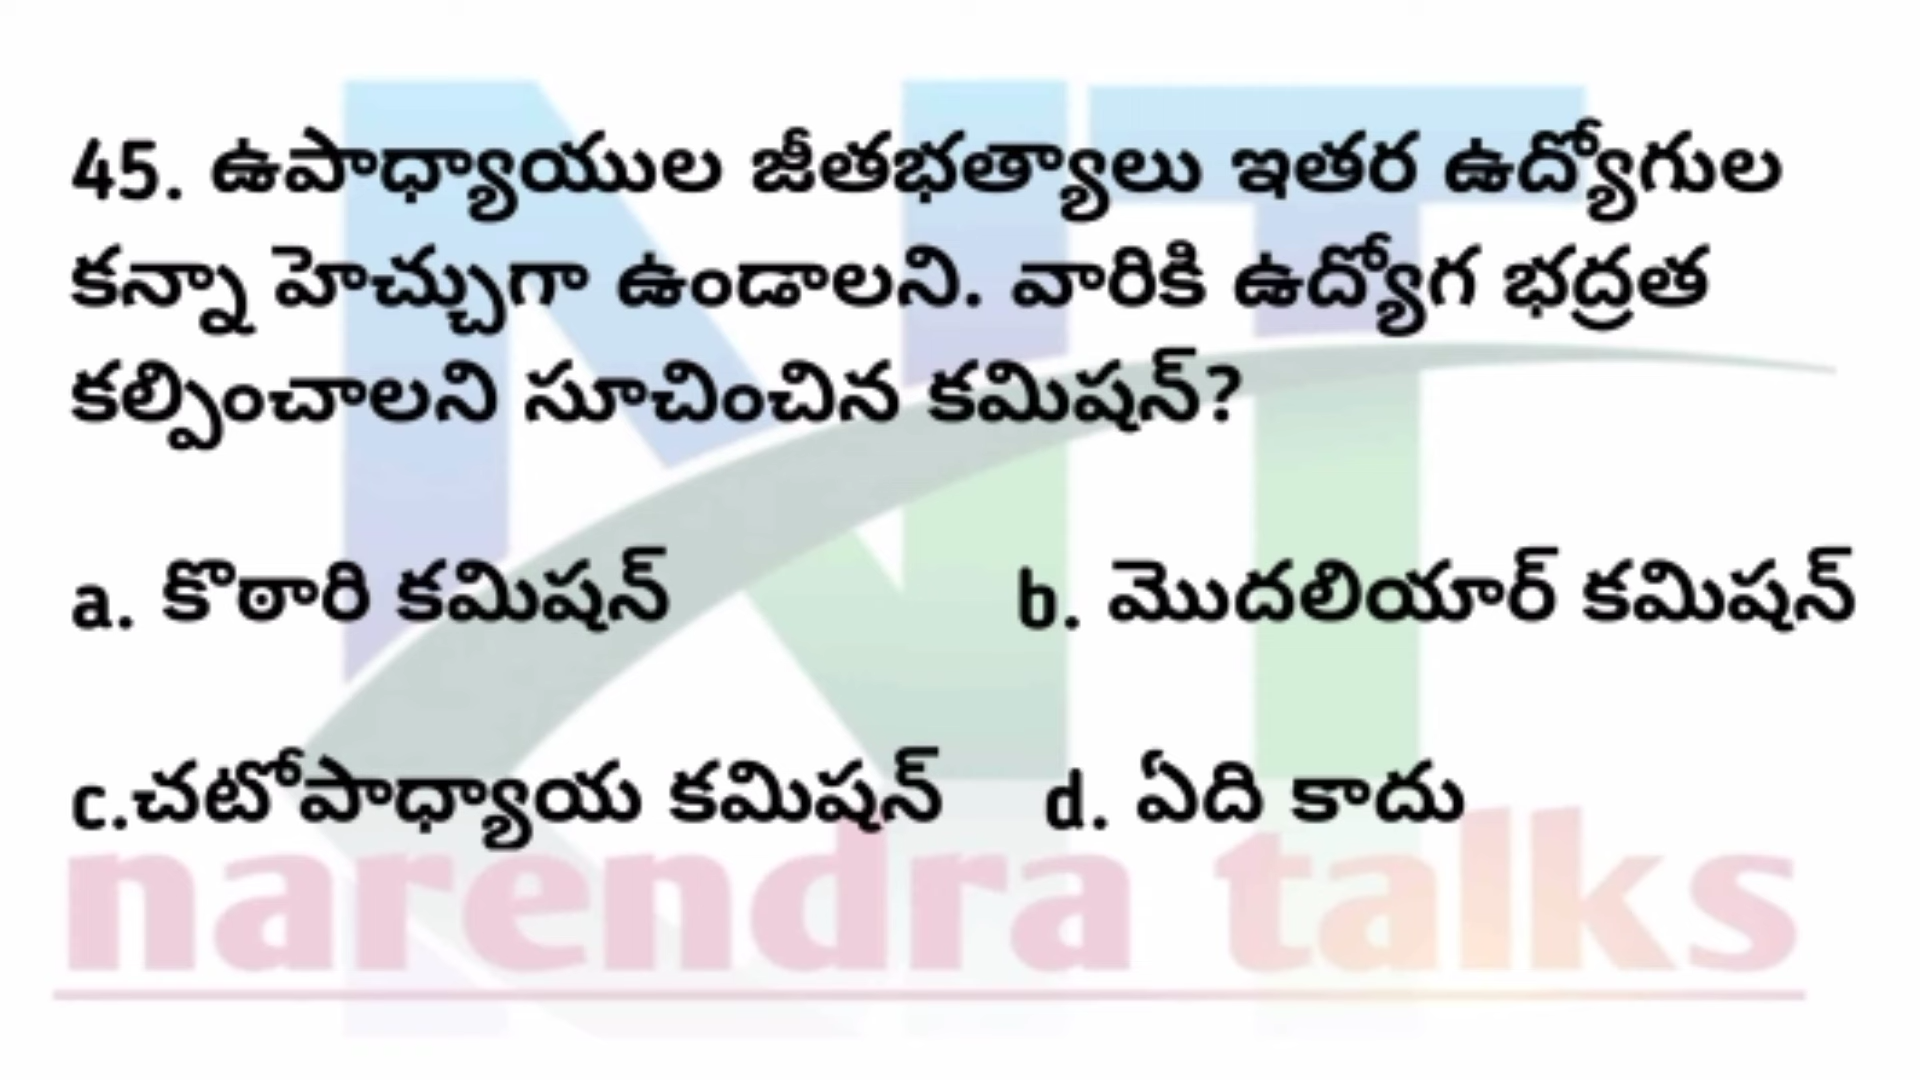 45. ఉపాధ్యాయుల జీతభత్యాలు ఇతర ఉద్యోగుల
కన్నా హెచ్చుగా ఉండాలని. వారికి ఉద్యోగ భద్రత
కల్పించాలని సూచించిన కమిషన్?
a. కొఠారి కమిషన్ b. మొదలియార్ కమిషన్
c.చటోపాధ్యాయ కమిషన్ d. ఏది కాదు
NT
narendra talks